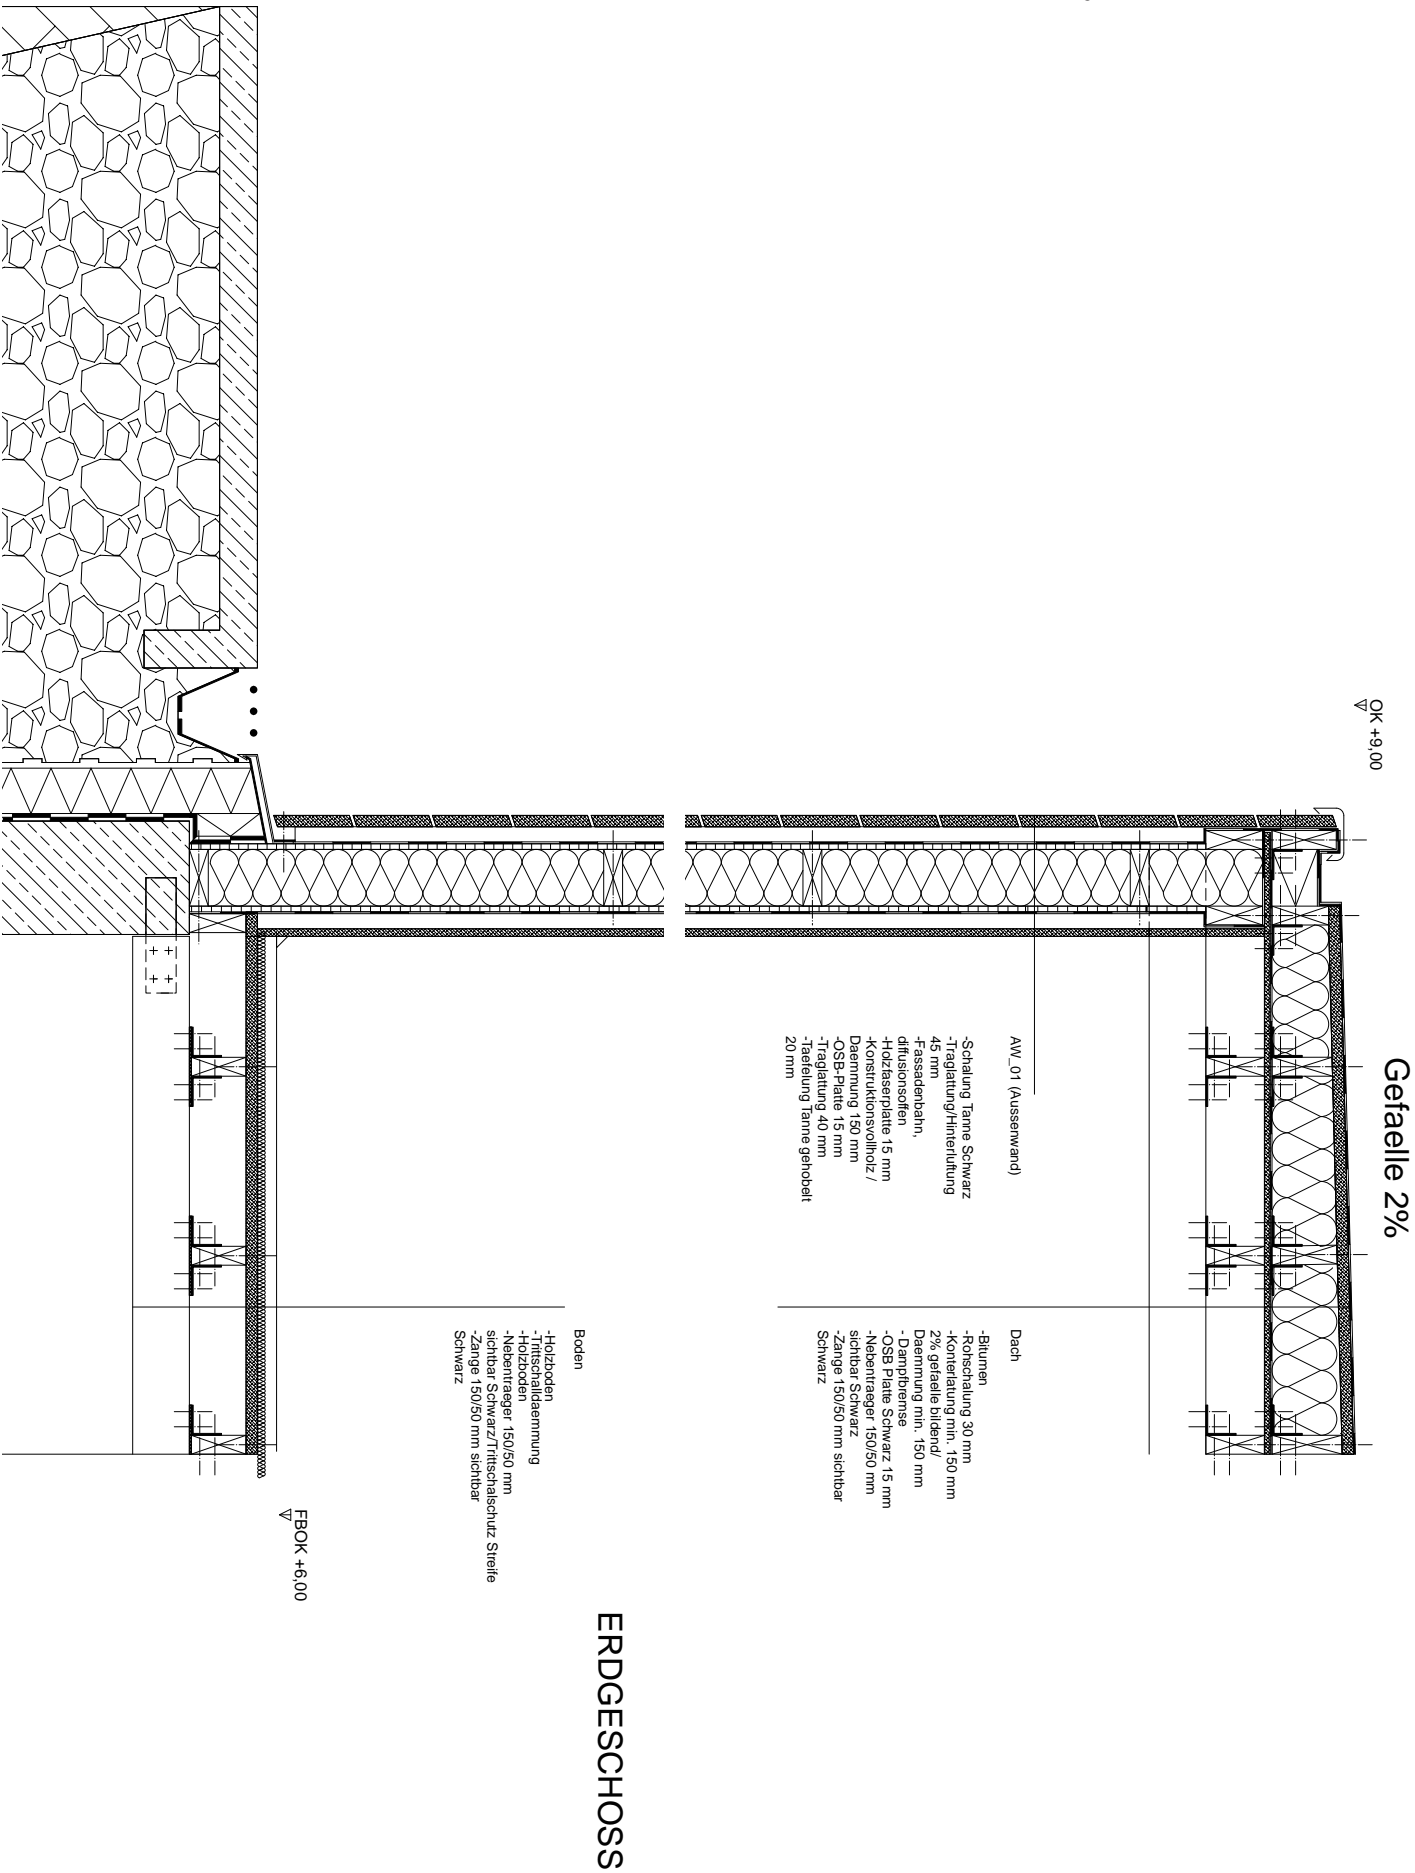 Gefaelle 2%
OK +9,00
AW_01 (Aussenwand)
-Schalung Tanne Schwarz
-Traglattung/Hinterluftung
45 mm
-Fassadenbahn,
diffusionsoffen
-Holzfaserplatte 15 mm
-Konstruktionsvollholz /
Daemmung 150 mm
-OSB-Platte 15 mm
-Traglattung 40 mm
-Taefelung Tanne gehobelt
20 mm
Dach
-Bitumen
-Rohschalung 30 mm
-Konterlatung min. 150 mm
2% gefaelle bildend/
Daemmung min. 150 mm
- Dampfbremse
-OSB Platte Schwarz 15 mm
-Nebentraeger 150/50 mm
sichtbar Schwarz
-Zange 150/50 mm sichtbar
Schwarz
ERDGESCHOSS
Boden
-Holzboden
-Trittschalldaemmung
-Holzboden
-Nebentraeger 150/50 mm
sichtbar Schwarz/Trittschalschutz Streife
-Zange 150/50 mm sichtbar
Schwarz
FBOK +6,00